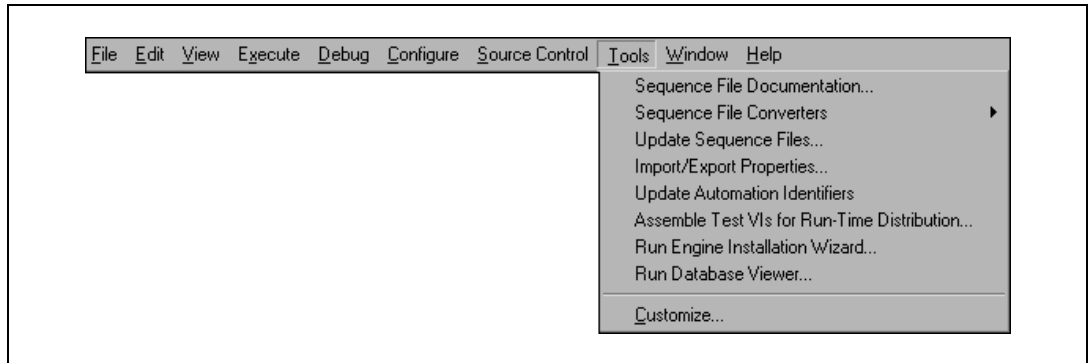 File Edit View Execute Debug Configure Source Control Tools Window Help
Sequence File Documentation...
Sequence File Converters
Update Sequence Files...
Import/Export Properties...
Update Automation Identifiers
Assemble Test VIs for Run-Time Distribution...
Run Engine Installation Wizard...
Run Database Viewer...
Customize...